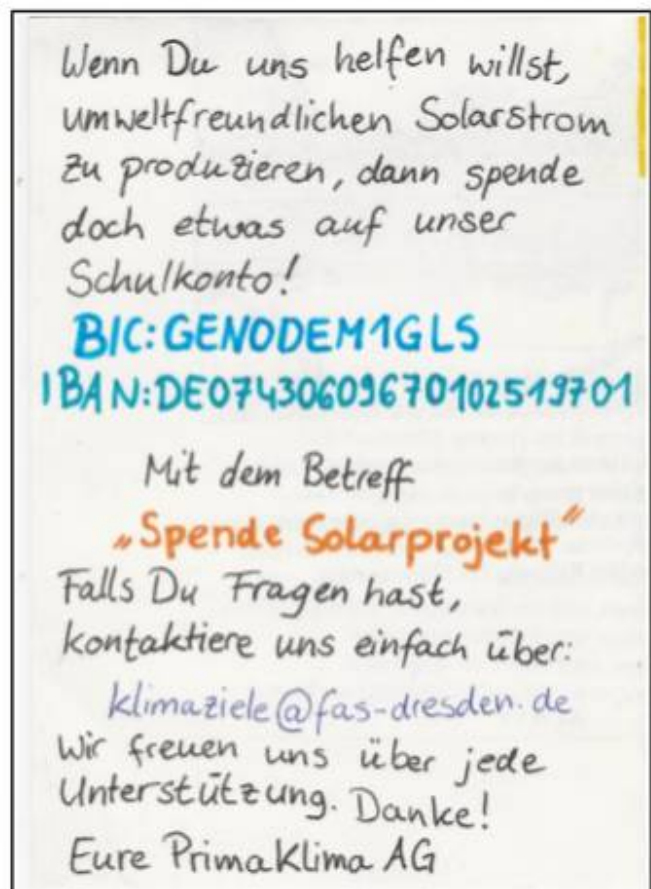 Wenn Du uns helfen willst,
umweltfreundlichen Solarstrom
zu produzieren, dann spende
doch etwas auf unser
Schulkonto!
BIC:GENODEM1GLS
IBAN:DE07430609670102519701
Mit dem Betreff
„Spende Solarprojekt“
Falls Du Fragen hast,
kontaktiere uns einfach über:
klimaziele@fas-dresden.de
Wir freuen uns über jede
Unterstützung. Danke!
Eure PrimaKlima AG